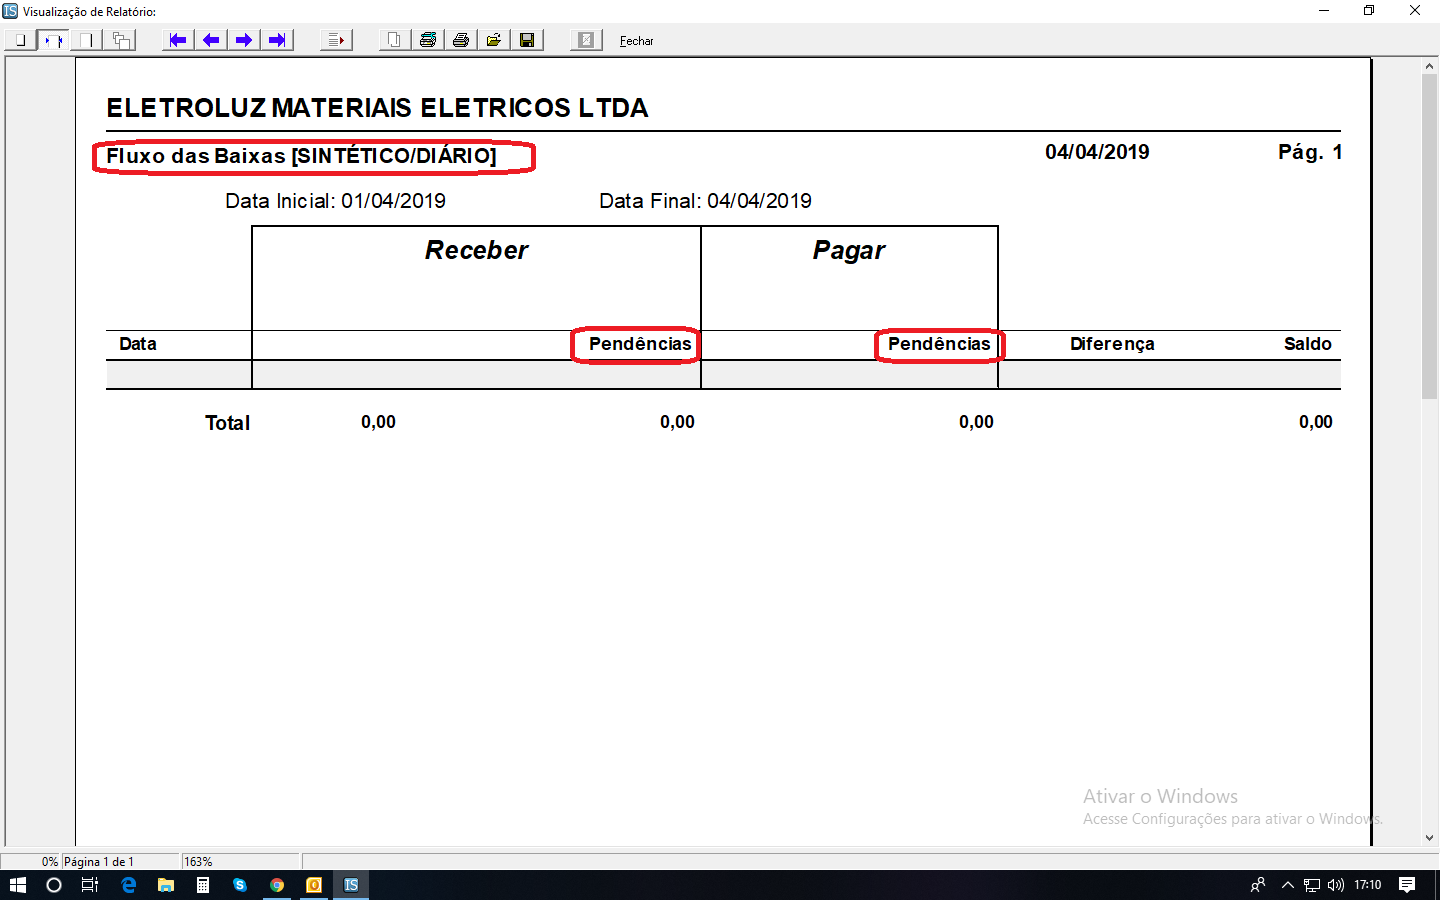 IS Visualização de Relatório:
Fechar
ELETROLUZ MATERIAIS ELETRICOS LTDA
Fluxo das Baixas [SINTÉTICO/DIÁRIO] 04/04/2019 Pág. 1
Data Inicial: 01/04/2019 Data Final: 04/04/2019
Receber Pagar
Data Pendências Pendências Diferença Saldo
Total 0,00 0,00 0,00 0,00
Ativar o Windows
Acesse Configurações para ativar o Windows.
0% Página 1 de 1 163%
IS 17:10